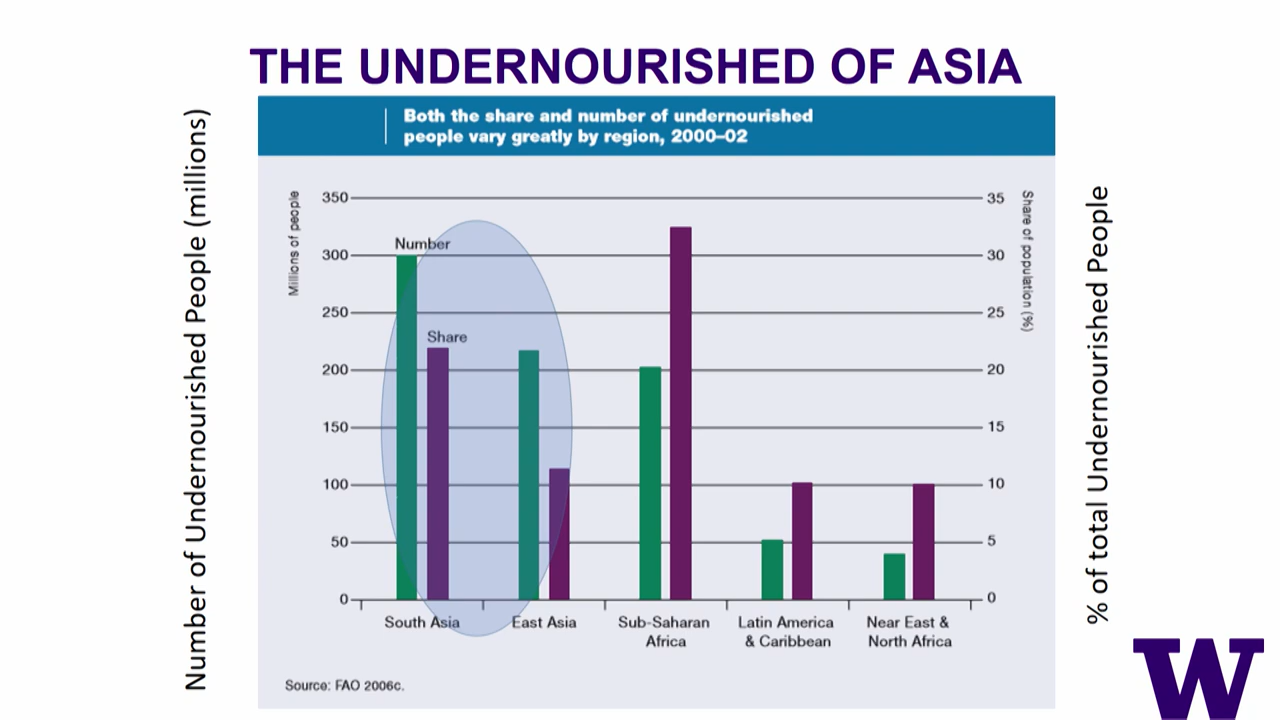 THE UNDERNOURISHED OF ASIA
Both the share and number of undernourished
people vary greatly by region, 2000–02
Number of Undernourished People (millions)
Millions of people
350
300
250
200
150
100
50
0
Number
Share
35
30
25
20
15
10
5
0
Share of population (%)
% of total Undernourished People
South Asia
East Asia
Sub-Saharan
Africa
Latin America
& Caribbean
Near East &
North Africa
Source: FAO 2006c.
W